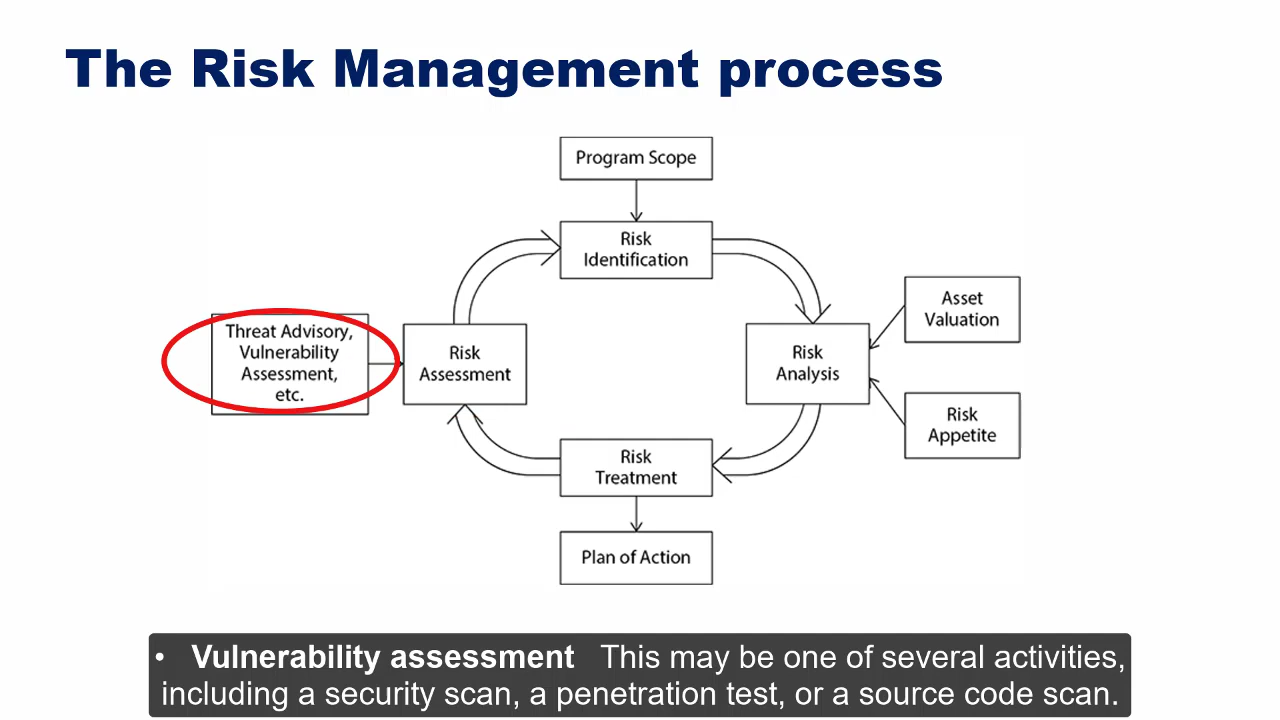 The Risk Management process
Program Scope
Risk
Identification
Threat Advisory,
Vulnerability
Assessment,
etc.
Risk
Assessment
Risk
Analysis
Asset
Valuation
Risk
Appetite
Risk
Treatment
Plan of Action
• Vulnerability assessment This may be one of several activities,
including a security scan, a penetration test, or a source code scan.